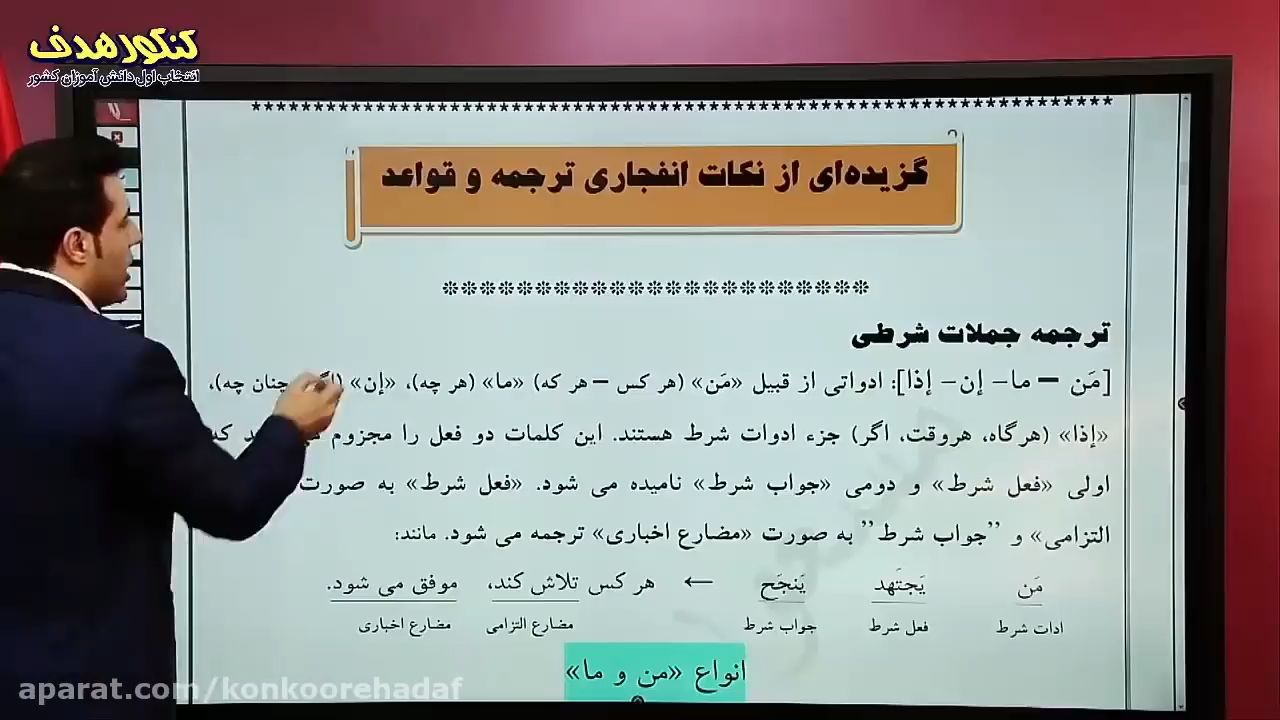 کنکور هدف
انتخاب اول دانش آموزان کشور
گزیده‌ای از نکات انفجاری ترجمه و قواعد
ترجمه جملات شرطی
[مَن – ما – إن – إذا]: ادواتی از قبیل «مَن» (هر کس – هر که) «ما» (هر چه)، «إن» چنان چه)،
«إذا» (هرگاه، هروقت، اگر) جزء ادوات شرط هستند. این کلمات دو فعل را مجزوم
اولی «فعل شرط» و دومی «جواب شرط» نامیده می شود. «فعل شرط» به صورت
التزامی» و "جواب شرط" به صورت «مضارع اخباری» ترجمه می شود. مانند:
مَن یَجتَهد یَنجَح ← هر کس تلاش کند، موفق می شود.
ادات شرط فعل شرط جواب شرط مضارع التزامی مضارع اخباری
انواع «من و ما»
aparat.com/konkoorehadaf